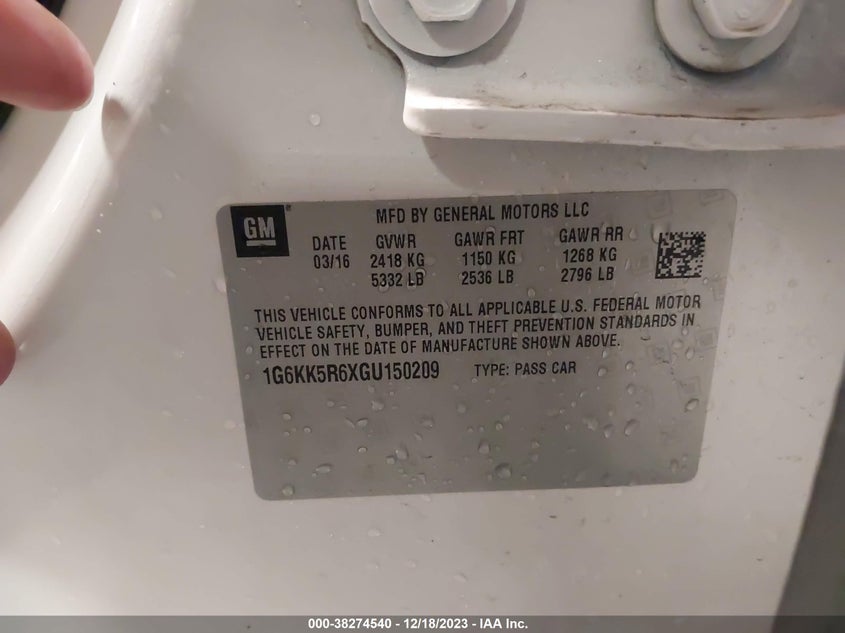 GM
MFD BY GENERAL MOTORS LLC
DATE GVWR GAWR FRT GAWR RR
03/16 2418 KG 1150 KG 1268 KG
5332 LB 2536 LB 2796 LB
THIS VEHICLE CONFORMS TO ALL APPLICABLE U.S. FEDERAL MOTOR
VEHICLE SAFETY, BUMPER, AND THEFT PREVENTION STANDARDS IN
EFFECT ON THE DATE OF MANUFACTURE SHOWN ABOVE.
1G6KK5R6XGU150209 TYPE: PASS CAR
000-38274540 - 12/18/2023 - IAA Inc.